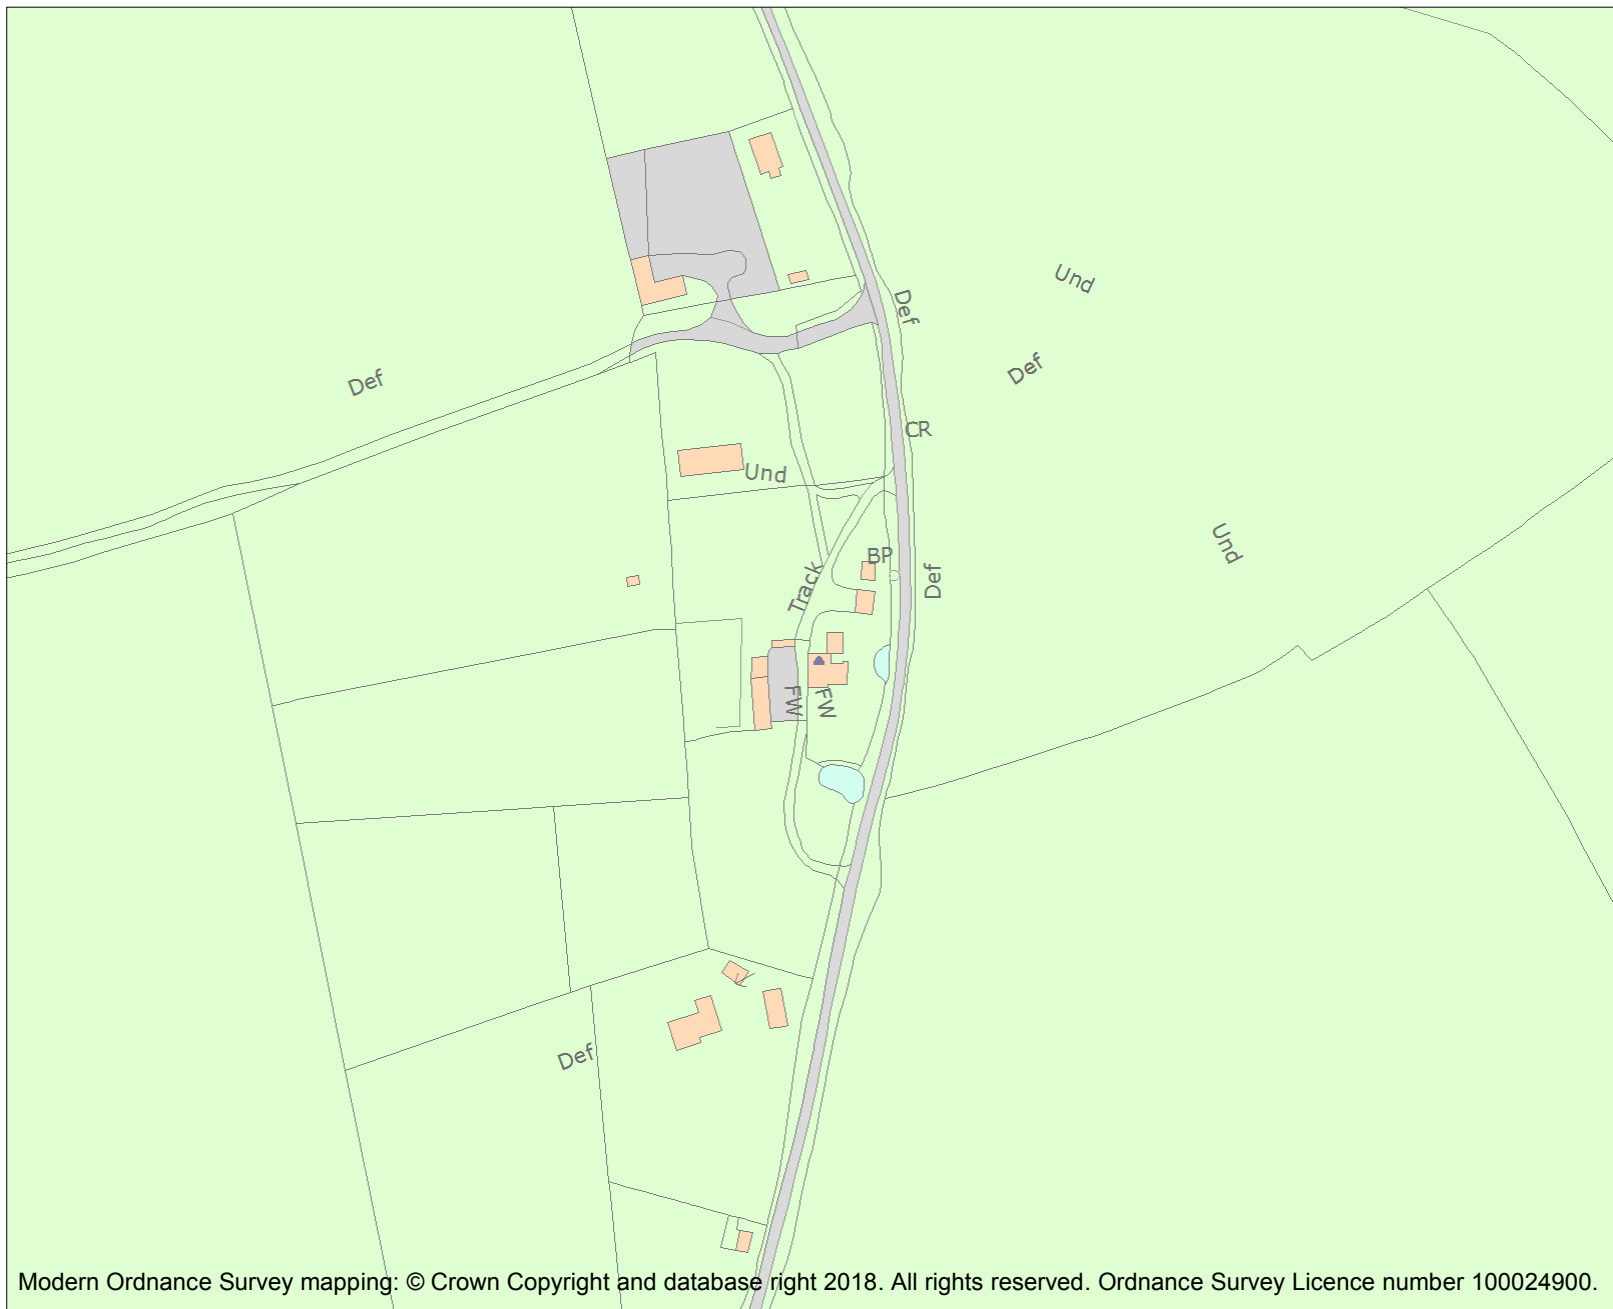 Und
Def
Def
Def
CR
Und
Und
BP
Track
Def
FW
FW
Def
Modern Ordnance Survey mapping: © Crown Copyright and database right 2018. All rights reserved. Ordnance Survey Licence number 100024900.